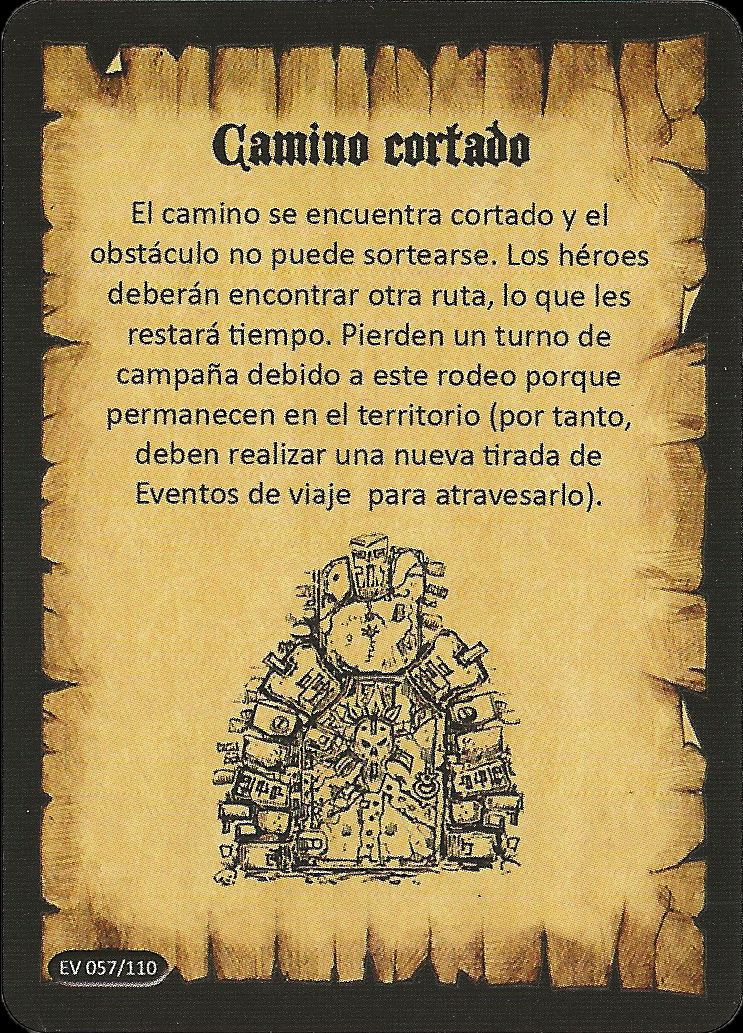 Camino cortado
El camino se encuentra cortado y el
obstáculo no puede sortearse. Los héroes
deberán encontrar otra ruta, lo que les
restará tiempo. Pierden un turno de
campaña debido a este rodeo porque
permanecen en el territorio (por tanto,
deben realizar una nueva tirada de
Eventos de viaje  para atravesarlo).
EV 057/110